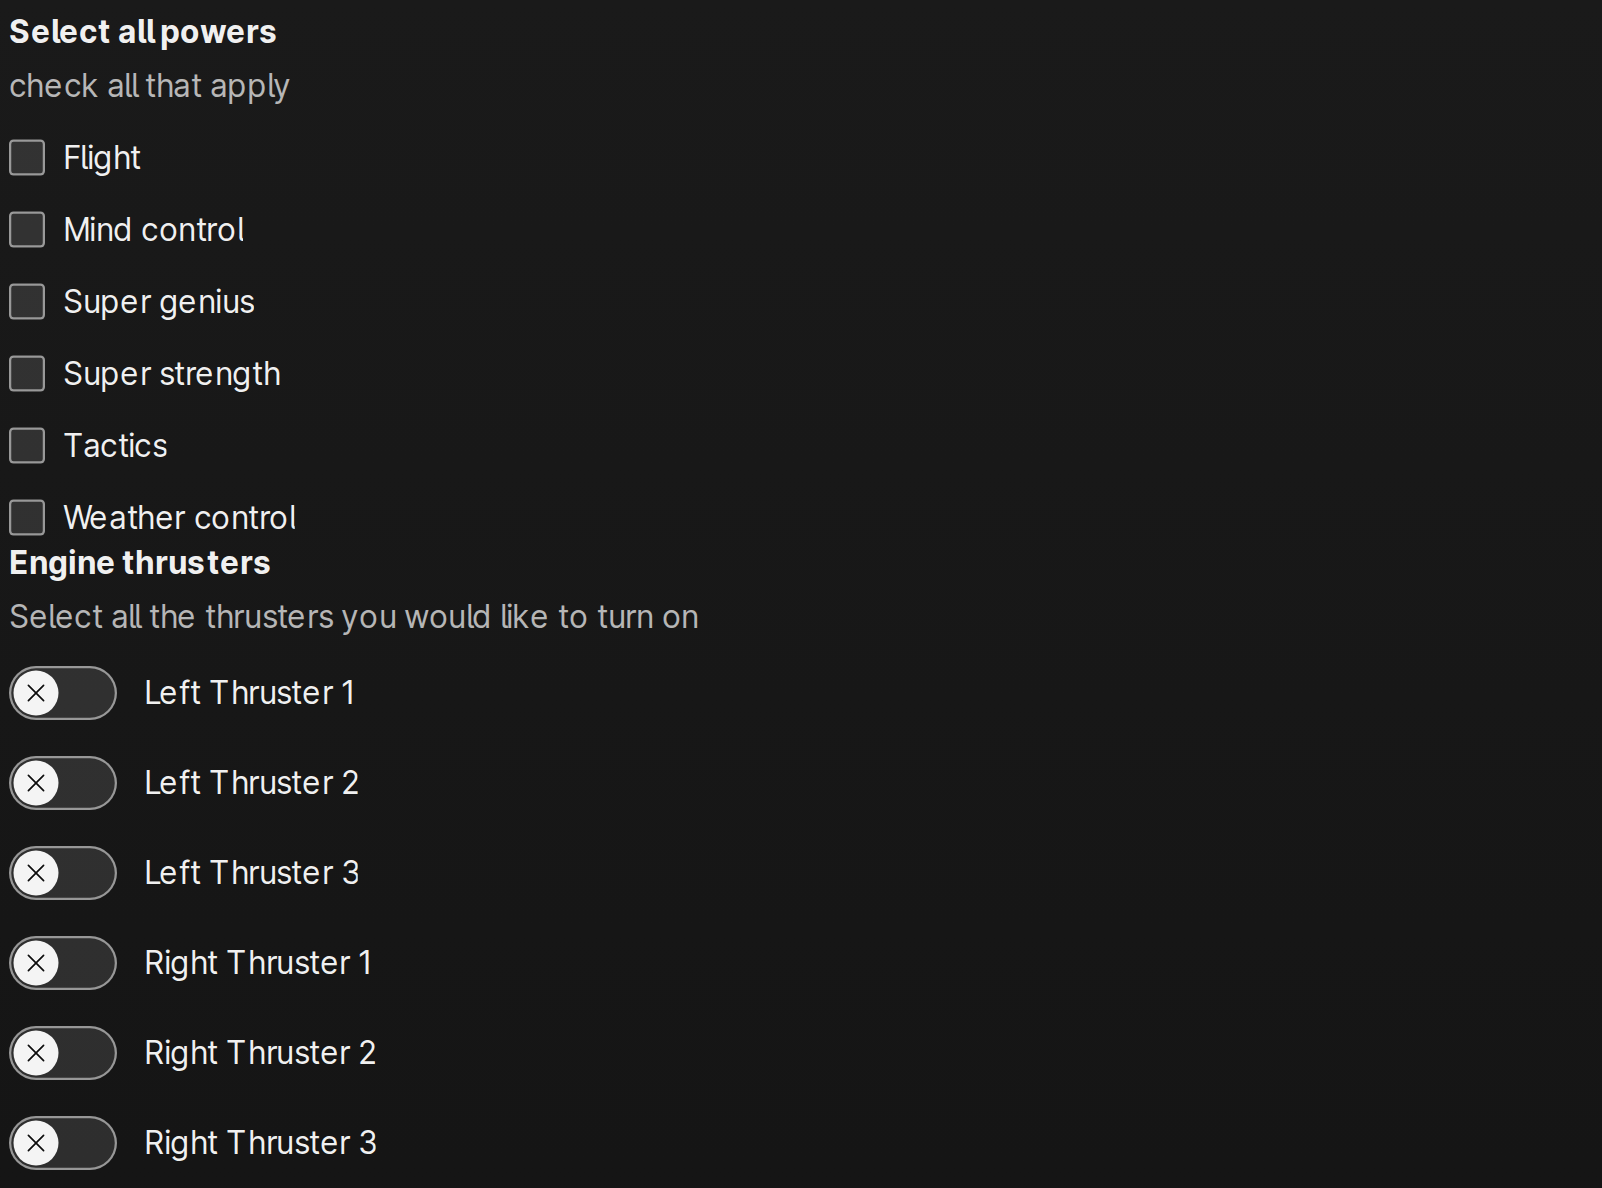 Select all powers
check all that apply
Flight
Mind control
Super genius
Super strength
Tactics
Weather control
Engine thrusters
Select all the thrusters you would like to turn on
Left Thruster 1
Left Thruster 2
Left Thruster 3
Right Thruster 1
Right Thruster 2
Right Thruster 3